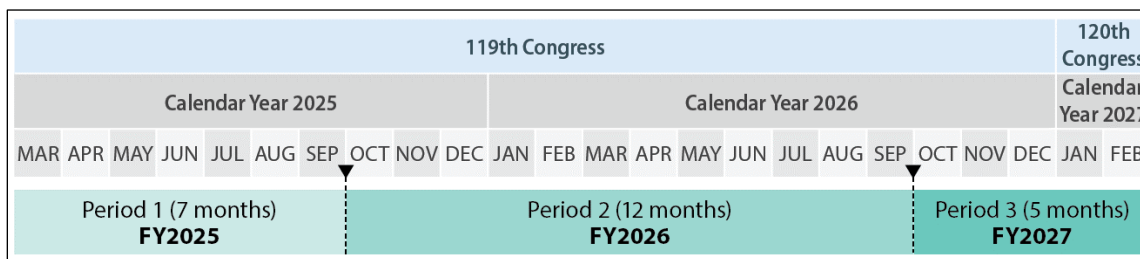 119th Congress
120th
Congress
Calendar Year 2025
Calendar Year 2026
Calendar
Year 2027
MAR APR MAY JUN JUL AUG SEP OCT NOV DEC JAN FEB MAR APR MAY JUN JUL AUG SEP OCT NOV DEC JAN FEB
Period 1 (7 months)
FY2025
Period 2 (12 months)
FY2026
Period 3 (5 months)
FY2027